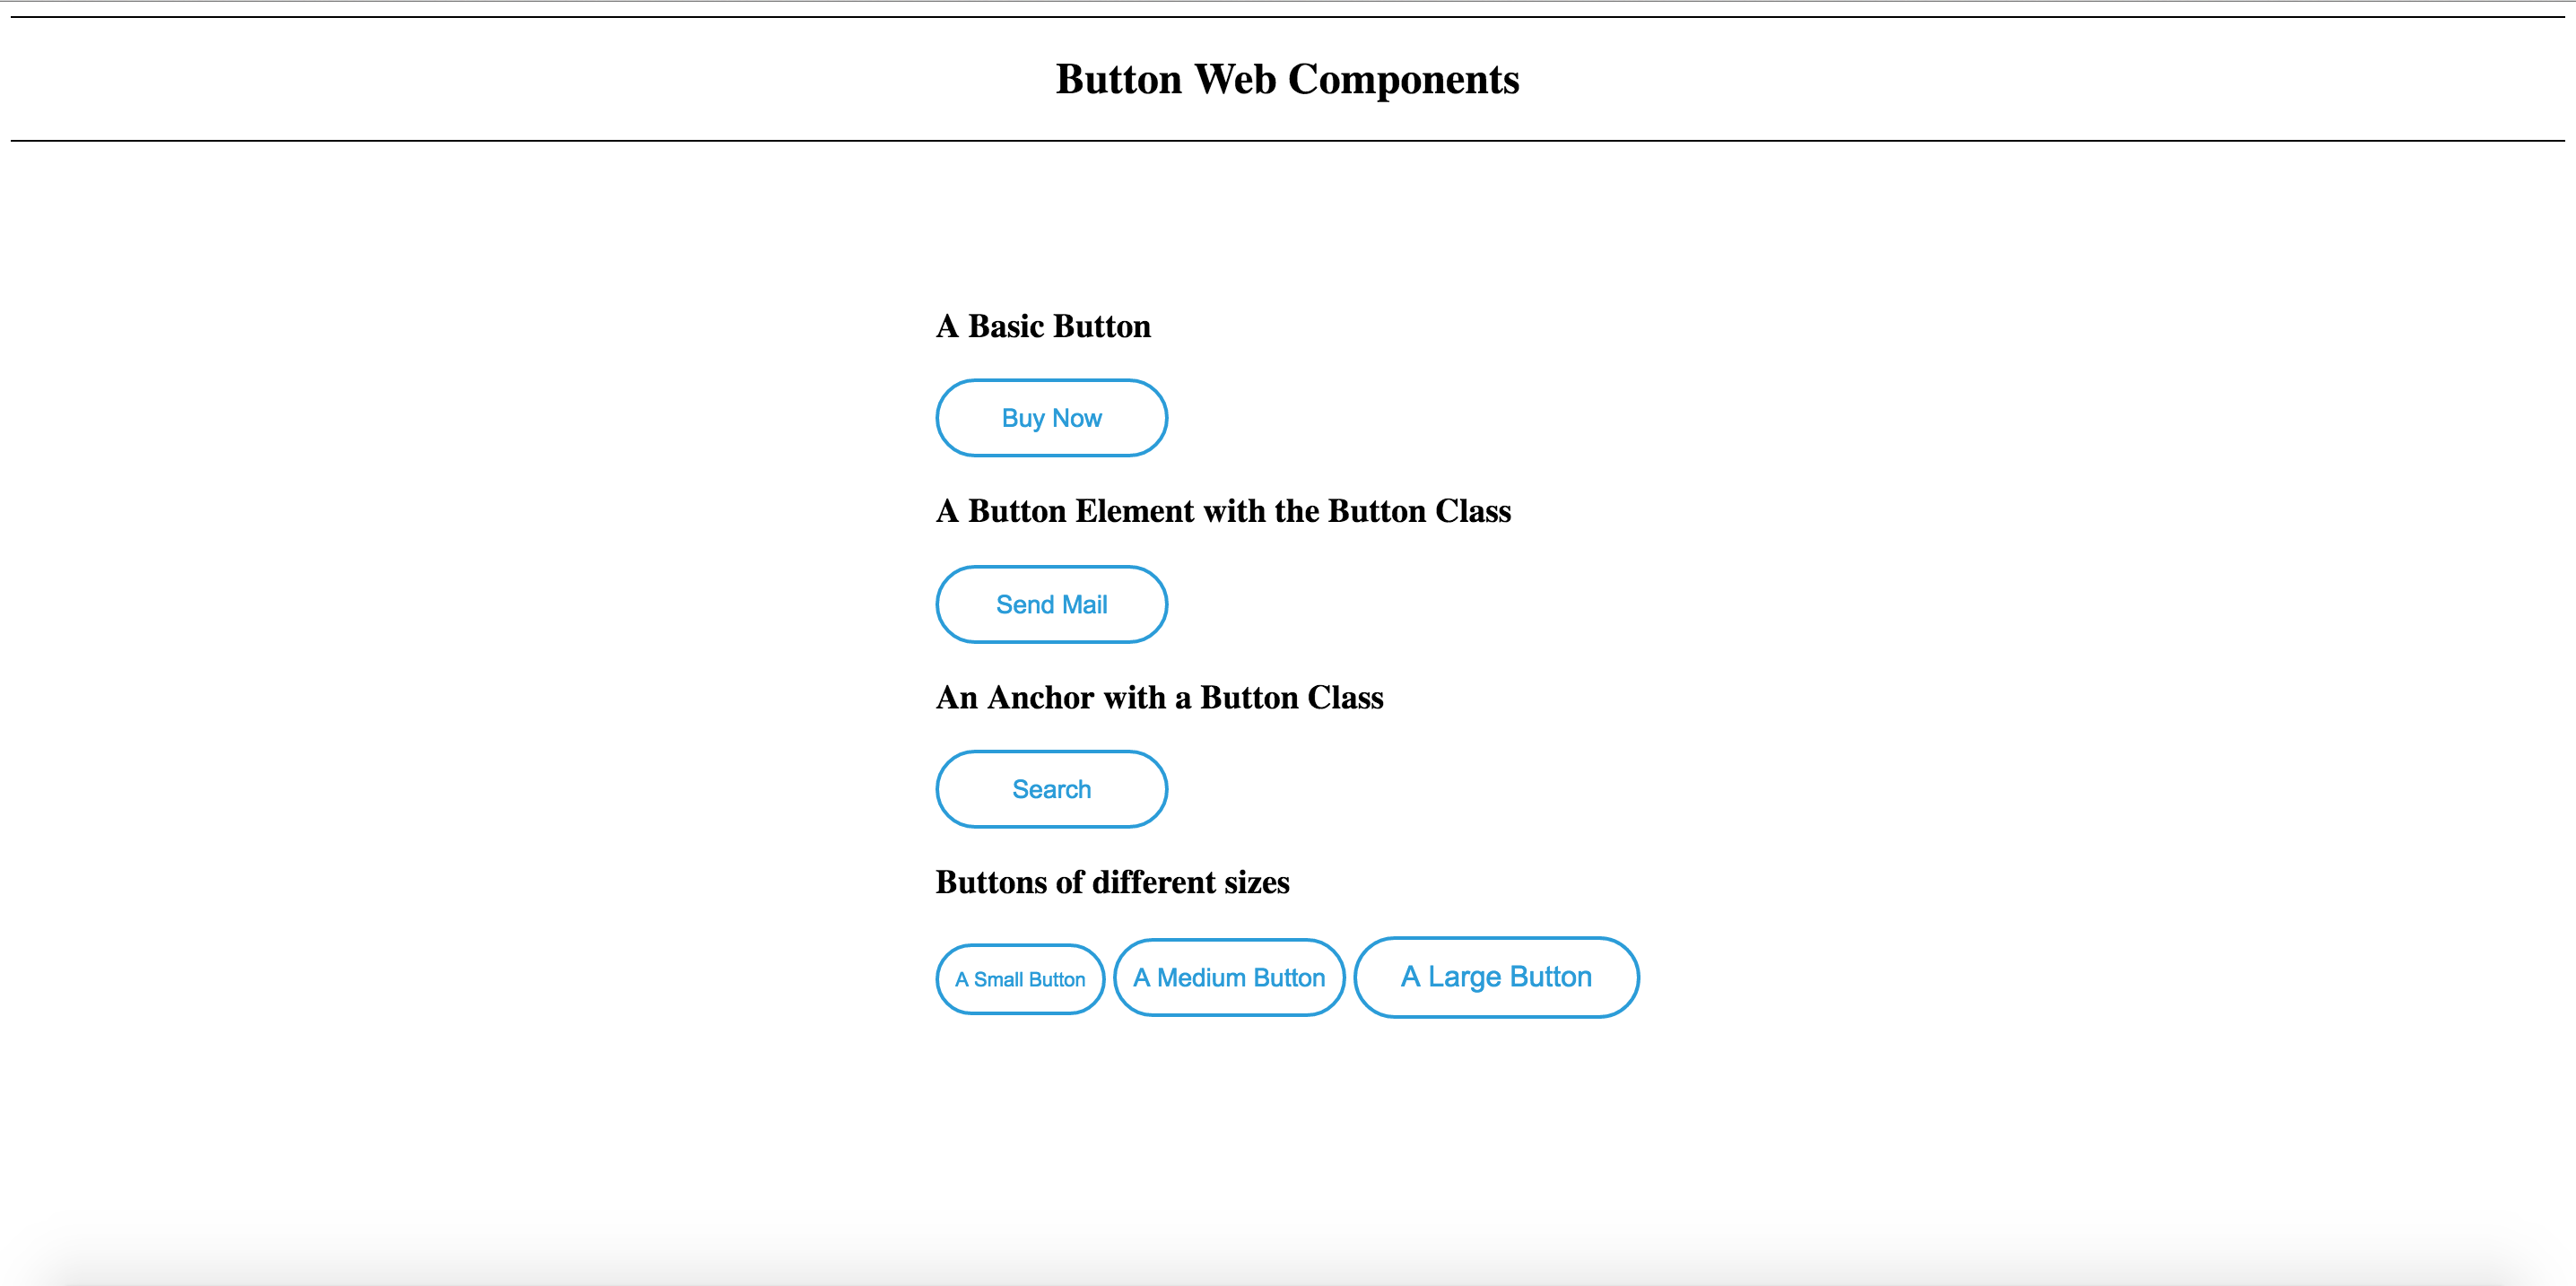 Button Web Components
A Basic Button
Buy Now
A Button Element with the Button Class
Send Mail
An Anchor with a Button Class
Search
Buttons of different sizes
A Small Button A Medium Button A Large Button